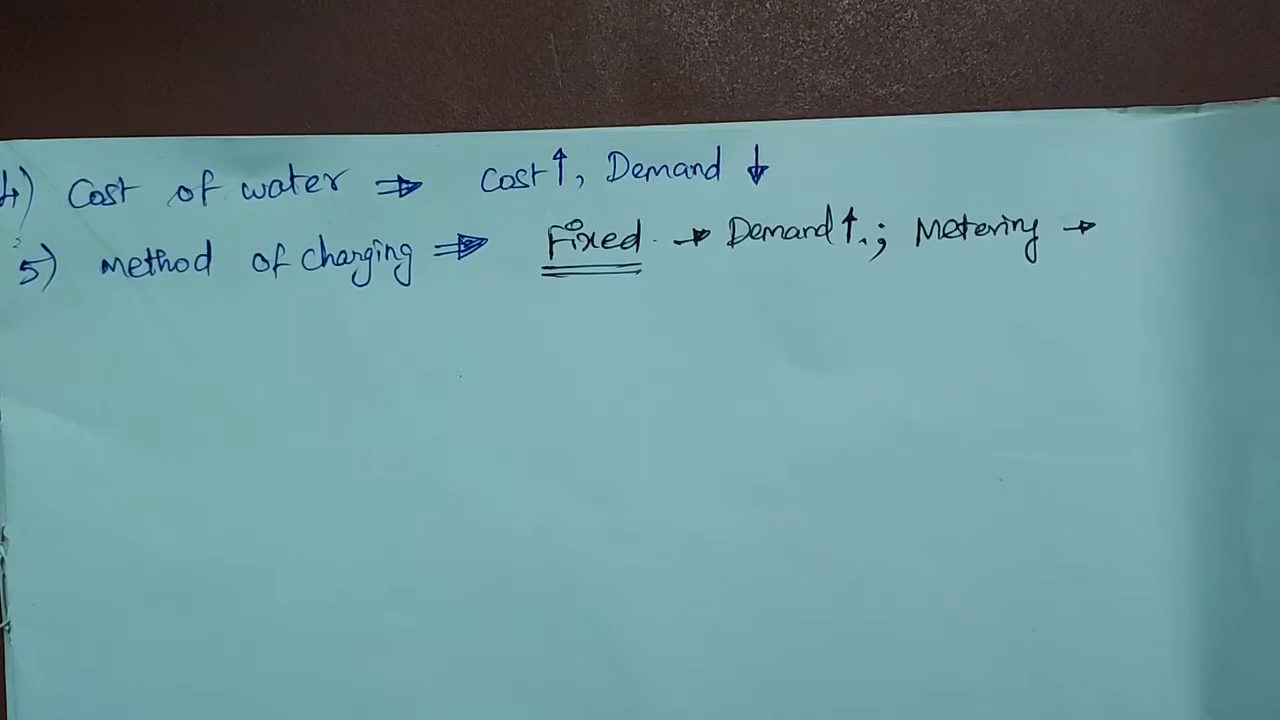 4) Cost of water ⇒ Cost ↑, Demand ↓
5) Method of charging ⇒ Fixed. → Demand ↑.; Metering →